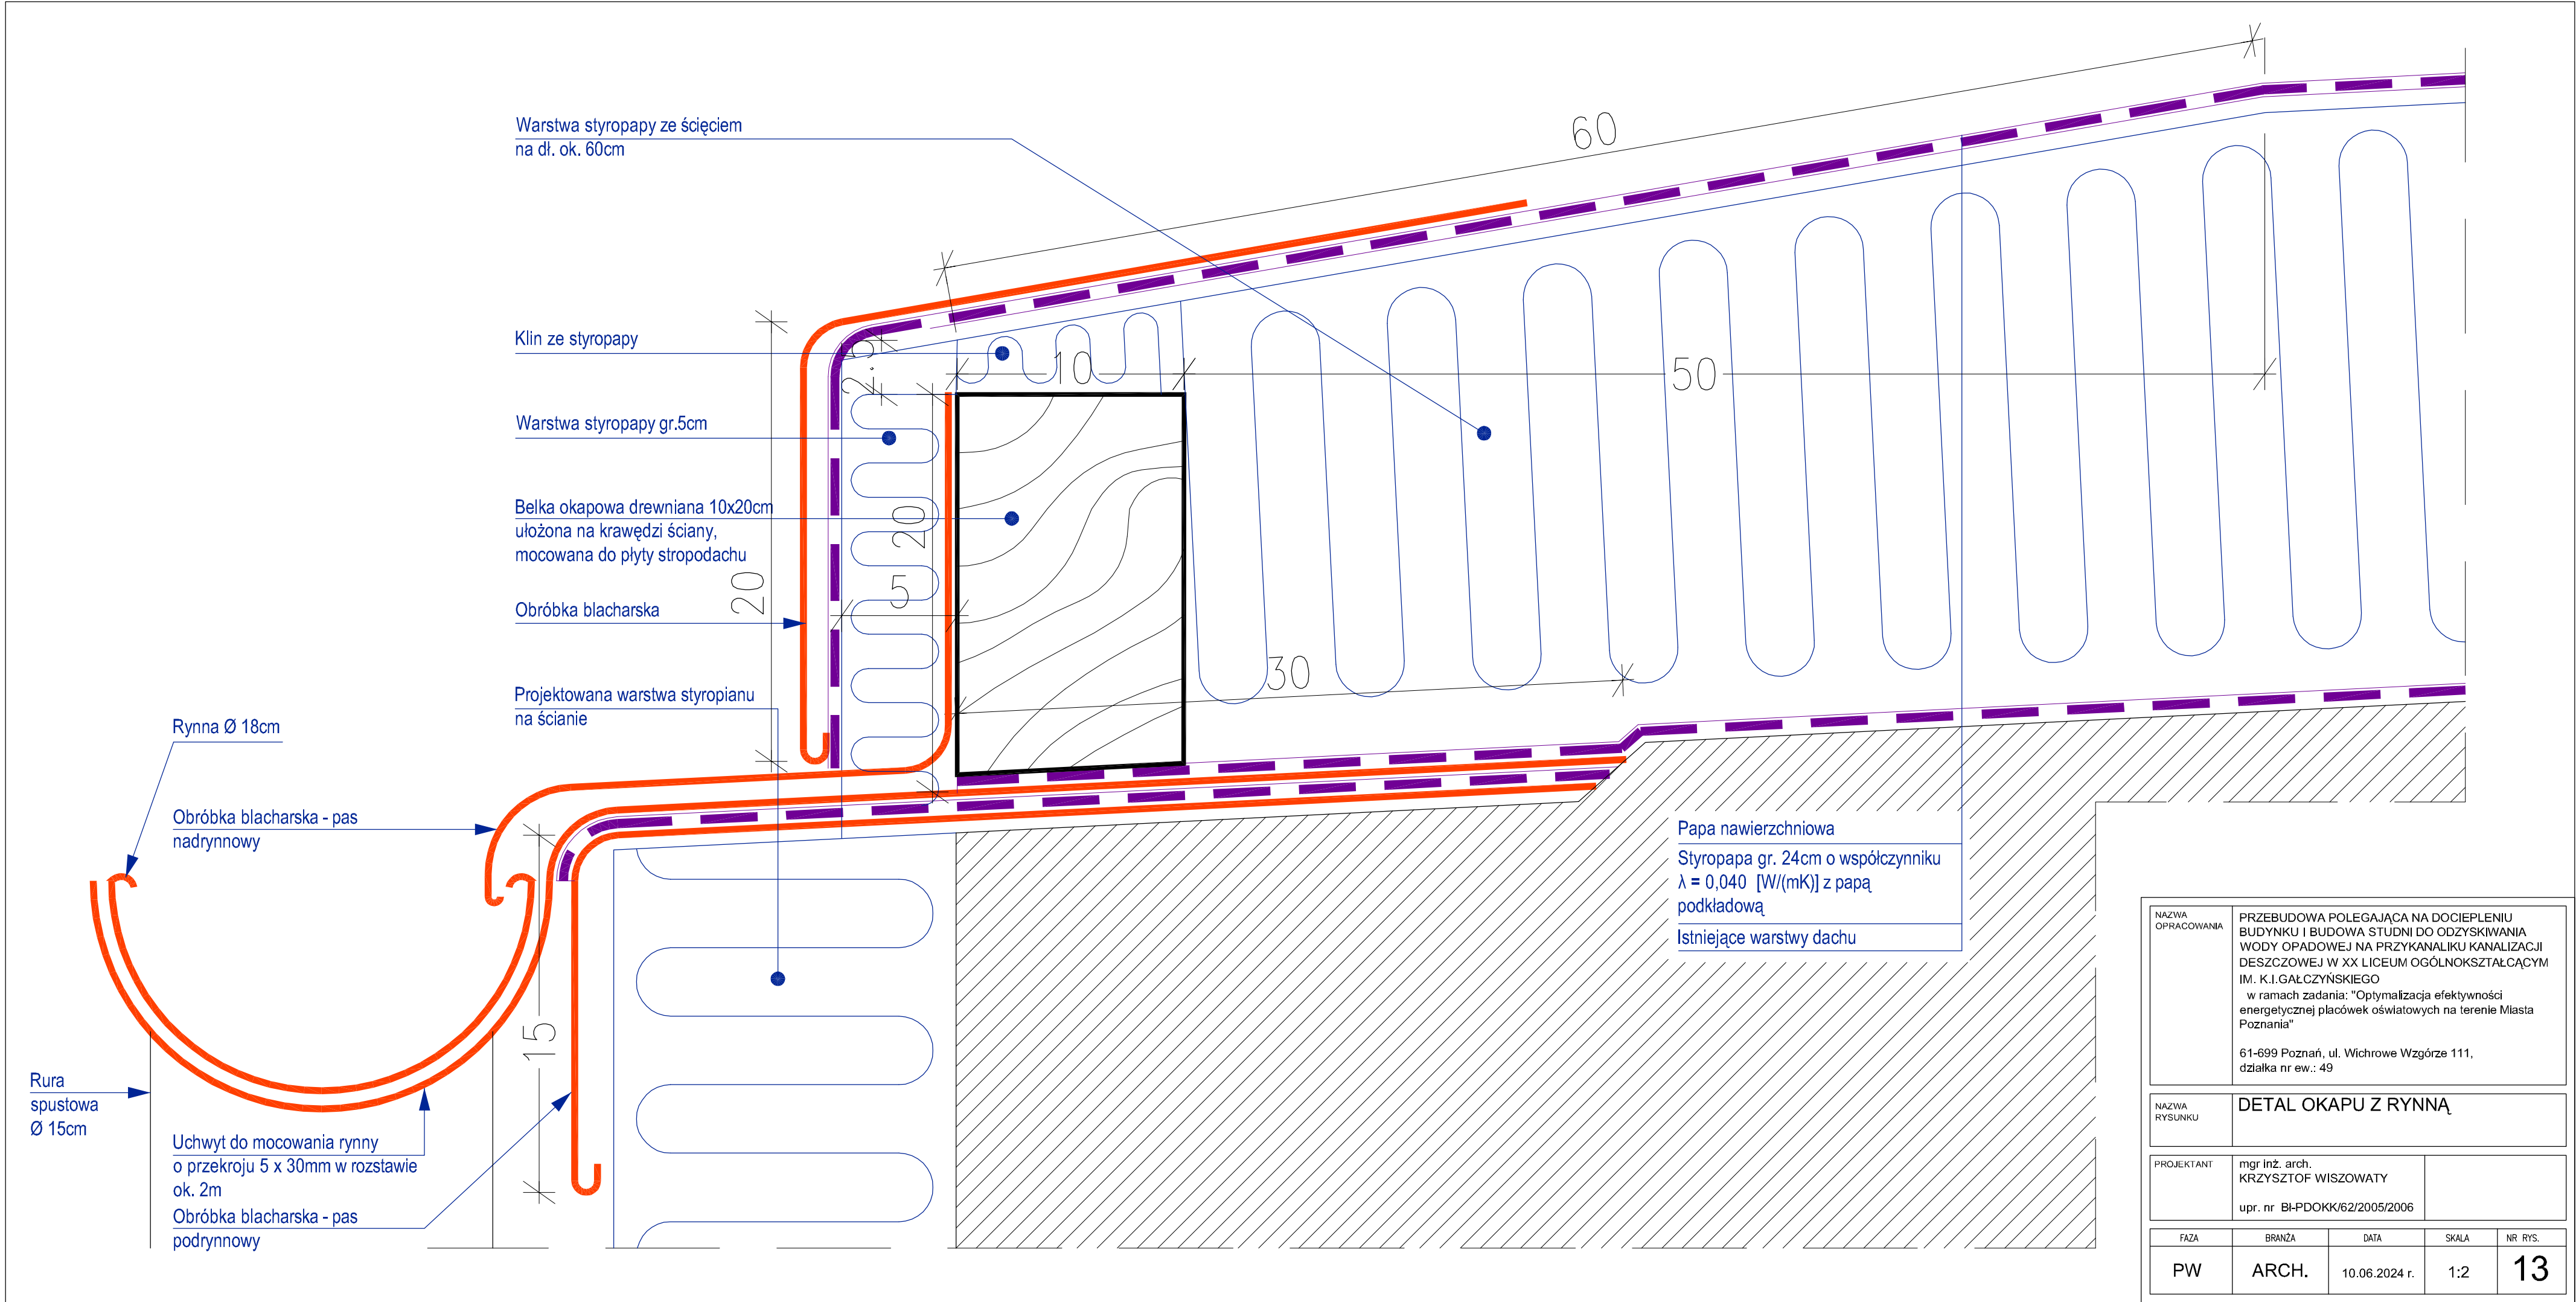 60
Warstwa styropapy ze ścięciem
na dł. ok. 60cm
Klin ze styropapy
2.5
10
50
Warstwa styropapy gr.5cm
Belka okapowa drewniana 10x20cm
ułożona na krawędzi ściany,
mocowana do płyty stropodachu
20
20
5
Obróbka blacharska
30
Projektowana warstwa styropianu
na ścianie
Rynna Ø 18cm
Obróbka blacharska - pas
nadrynnowy
15
Rura
spustowa
Ø 15cm
Uchwyt do mocowania rynny
o przekroju 5 x 30mm w rozstawie
ok. 2m
Obróbka blacharska - pas
podrynnowy
Papa nawierzchniowa
Styropapa gr. 24cm o współczynniku
λ = 0,040 [W/(mK)] z papą
podkładową
Istniejące warstwy dachu
NAZWA
OPRACOWANIA
PRZEBUDOWA POLEGAJĄCA NA DOCIEPLENIU
BUDYNKU I BUDOWA STUDNI DO ODZYSKIWANIA
WODY OPADOWEJ NA PRZYKANALIKU KANALIZACJI
DESZCZOWEJ W XX LICEUM OGÓLNOKSZTAŁCĄCYM
IM. K.I.GAŁCZYŃSKIEGO
w ramach zadania: "Optymalizacja efektywności
energetycznej placówek oświatowych na terenie Miasta
Poznania"
61-699 Poznań, ul. Wichrowe Wzgórze 111,
działka nr ew.: 49
NAZWA
RYSUNKU
DETAL OKAPU Z RYNNĄ
PROJEKTANT
mgr inż. arch.
KRZYSZTOF WISZOWATY
upr. nr BI-PDOKK/62/2005/2006
FAZA BRANŻA DATA SKALA NR RYS.
PW ARCH. 10.06.2024 r. 1:2 13